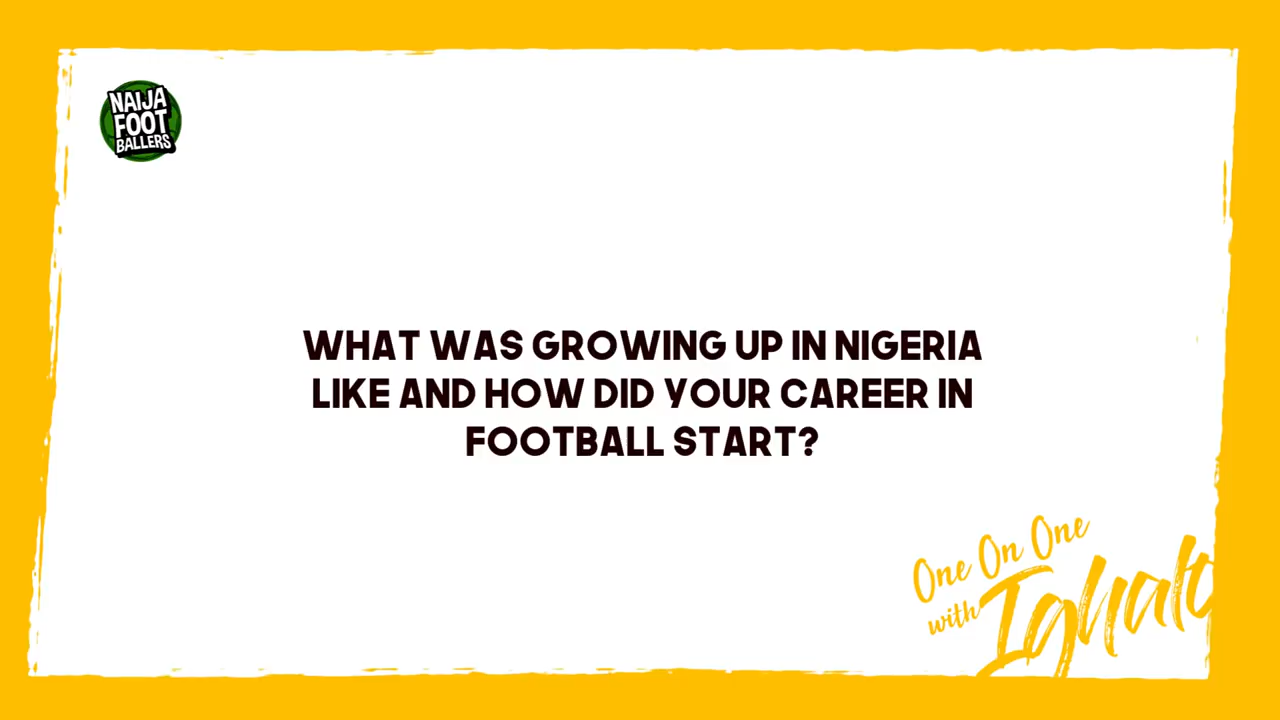 NAIJA
FOOT
BALLERS
WHAT WAS GROWING UP IN NIGERIA
LIKE AND HOW DID YOUR CAREER IN
FOOTBALL START?
One On One
with Ighalo